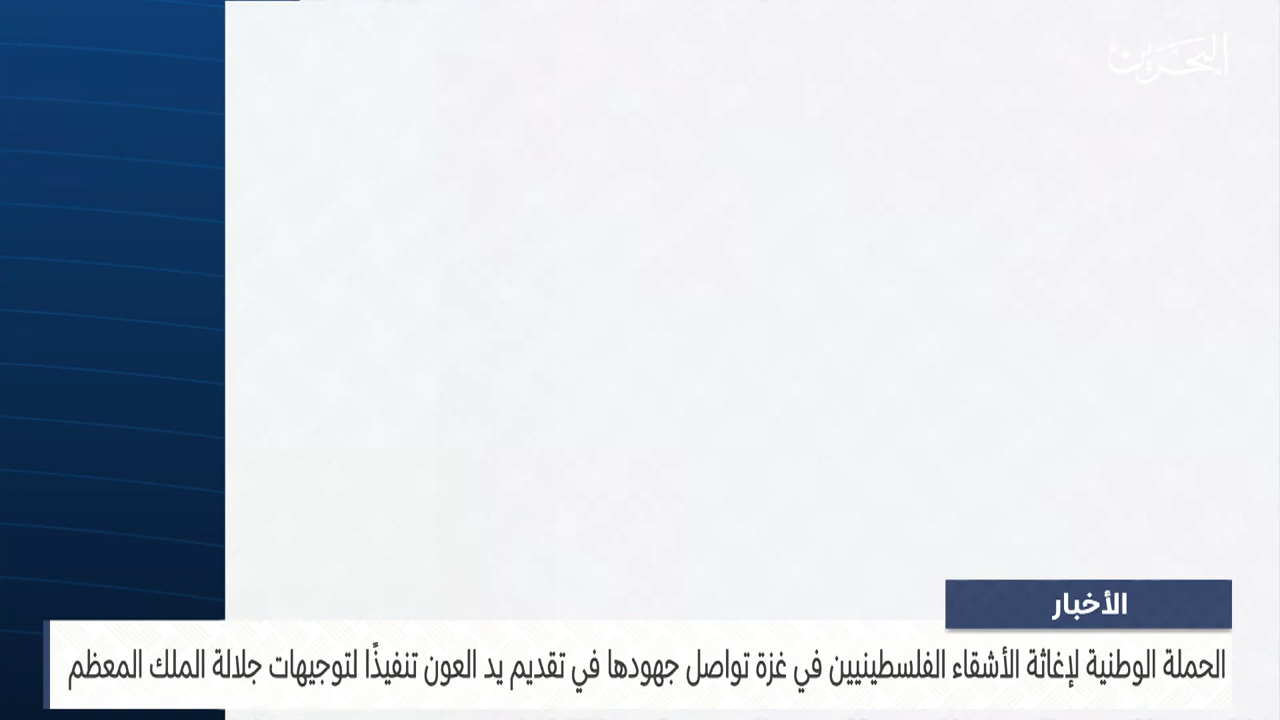 البحرين
الأخبار
الحملة الوطنية لإغاثة الأشقاء الفلسطينيين في غزة تواصل جهودها في تقديم يد العون تنفيذًا لتوجيهات جلالة الملك المعظم